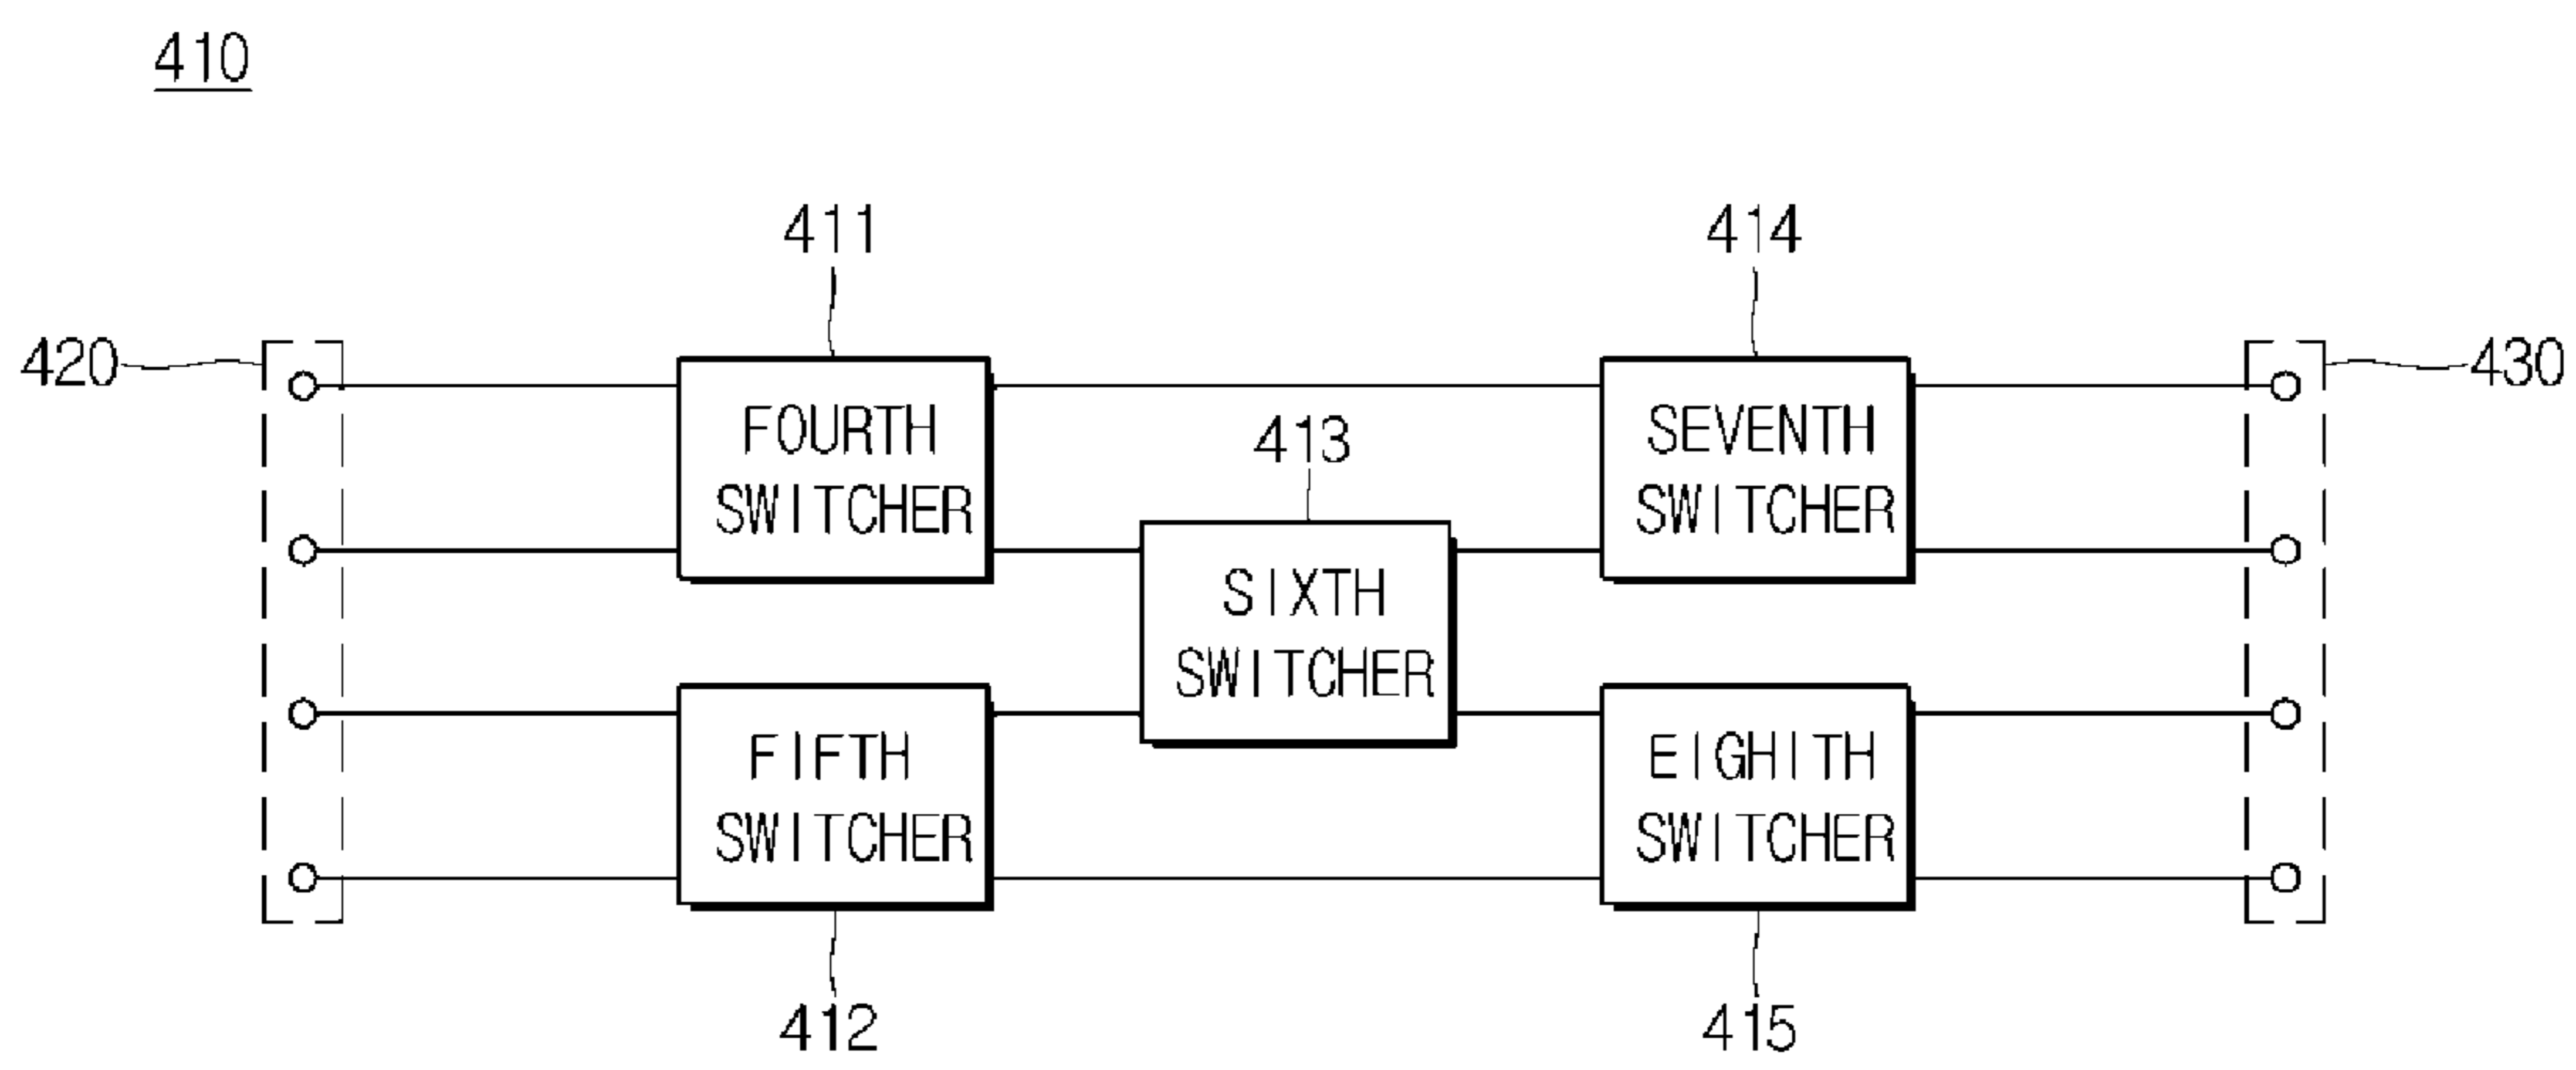 410
411
414
420
430
FOURTH
SWITCHER
413
SEVENTH
SWITCHER
SIXTH
SWITCHER
FIFTH
SWITCHER
EIGHITH
SWITCHER
412
415